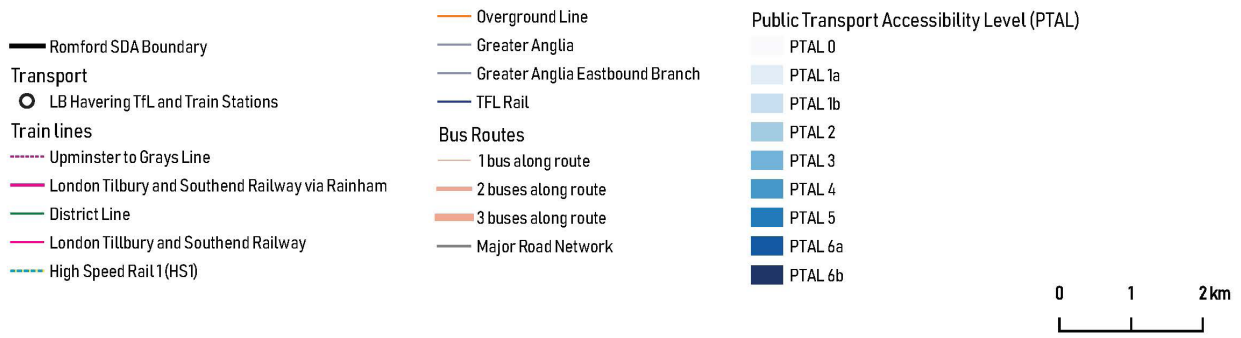 Romford SDA Boundary
Transport
LB Havering TfL and Train Stations
Train lines
Upminster to Grays Line
London Tilbury and Southend Railway via Rainham
District Line
London Tillbury and Southend Railway
High Speed Rail 1 (HS1)
Overground Line
Greater Anglia
Greater Anglia Eastbound Branch
TFL Rail
Bus Routes
1 bus along route
2 buses along route
3 buses along route
Major Road Network
Public Transport Accessibility Level (PTAL)
PTAL 0
PTAL 1a
PTAL 1b
PTAL 2
PTAL 3
PTAL 4
PTAL 5
PTAL 6a
PTAL 6b
0 1 2 km